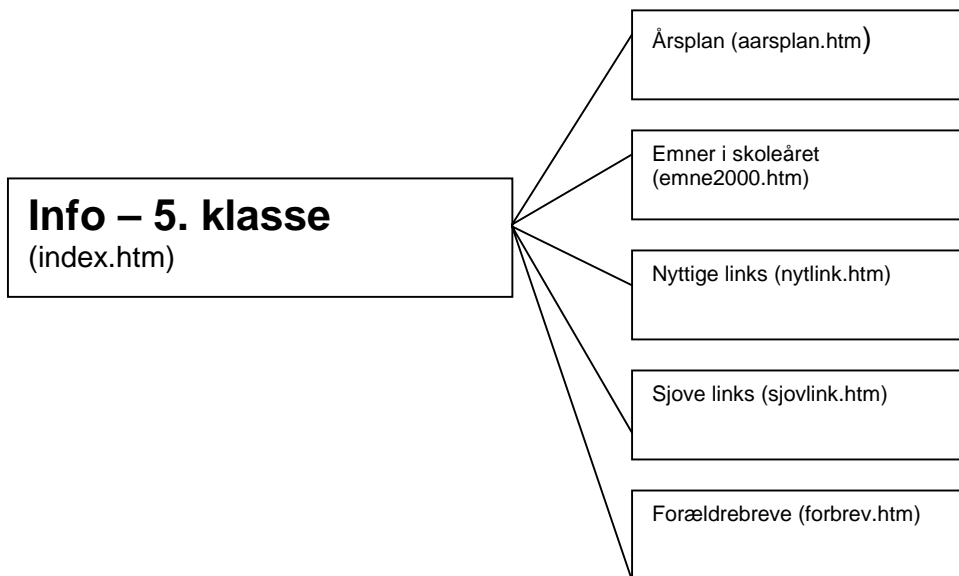 Årsplan (aarsplan.htm)
Emner i skoleåret
(emne2000.htm)
Info – 5. klasse
(index.htm)
Nyttige links (nytlink.htm)
Sjove links (sjovlink.htm)
Forældrebreve (forbrev.htm)